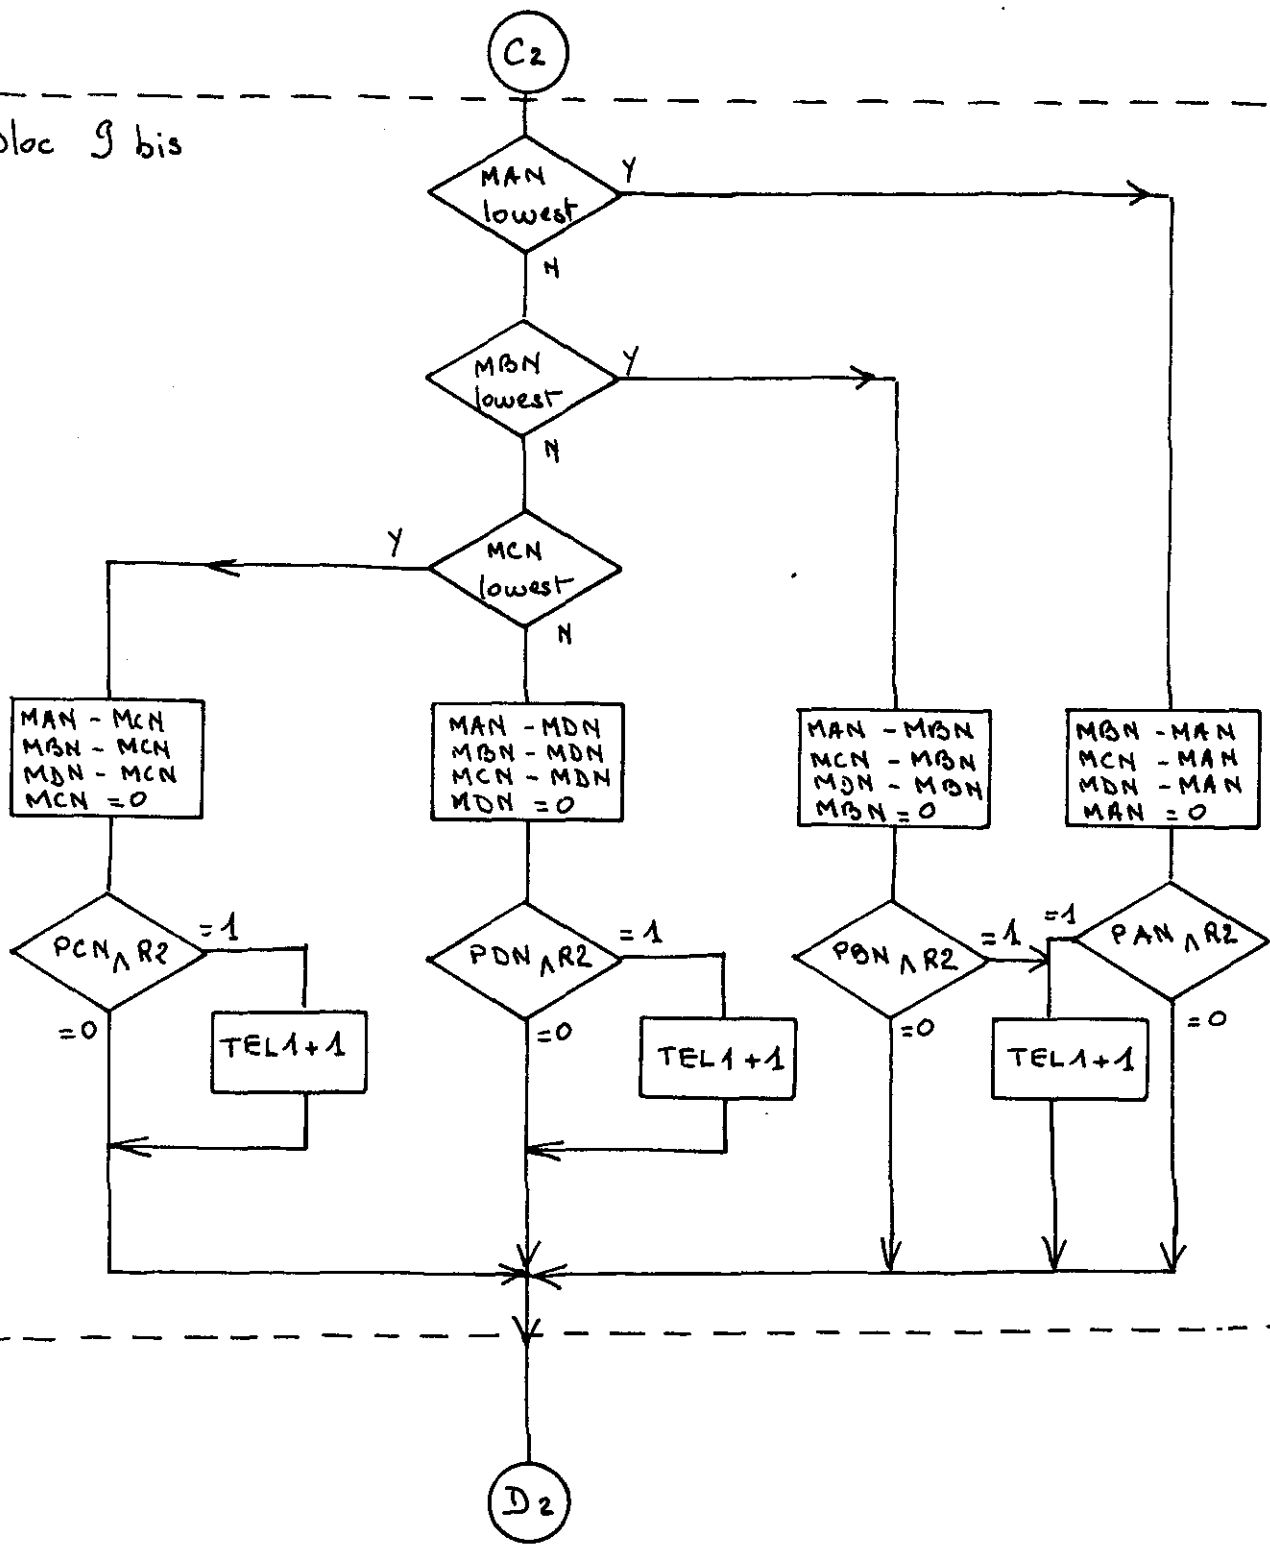 C2
bloc 9 bis
MAN
lowest
Y
N
MBN
lowest
Y
N
MCN
lowest
Y
N
MAN - MCN
MBN - MCN
MDN - MCN
MCN = 0
MAN - MDN
MBN - MDN
MCN - MDN
MDN = 0
MAN - MBN
MCN - MBN
MDN - MBN
MBN = 0
MBN - MAN
MCN - MAN
MDN - MAN
MAN = 0
PCN ∧ R2
=1
=0
TEL1+1
PDN ∧ R2
=1
=0
TEL1+1
PBN ∧ R2
=1
=0
PAN ∧ R2
=1
=0
TEL1+1
D2